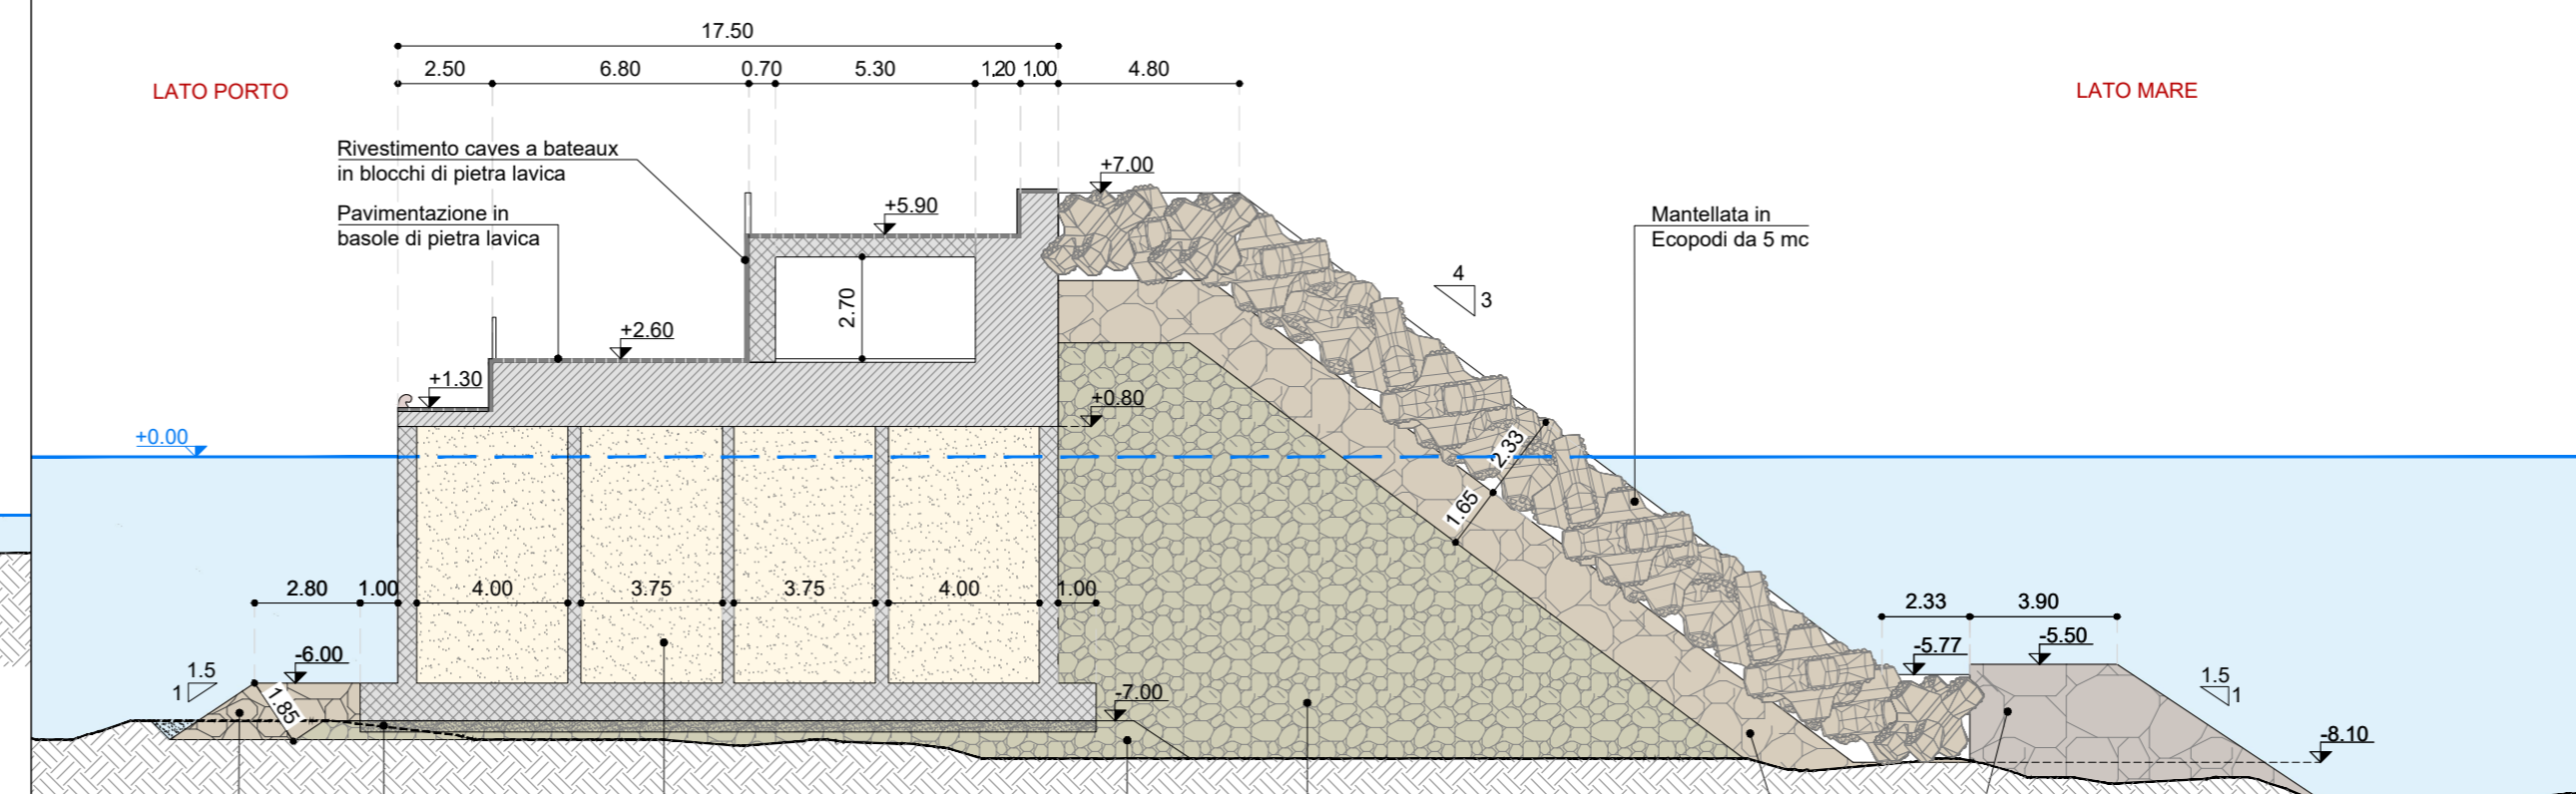 17.50
2.50 6.80 0.70 5.30 1,20 1,00 4.80
LATO PORTO
LATO MARE
Rivestimento caves a bateaux
in blocchi di pietra lavica
+7.00
+5.90
Pavimentazione in
basole di pietra lavica
Mantellata in
Ecopodi da 5 mc
4
3
2.70
+2.60
+1.30
+0.80
+0.00
2.33
1.65
2.80 1.00 4.00 3.75 3.75 4.00 1.00
2.33 3.90
-6.00
-5.77
-5.50
1.5
1
1.85
-7.00
1.5
1
-8.10